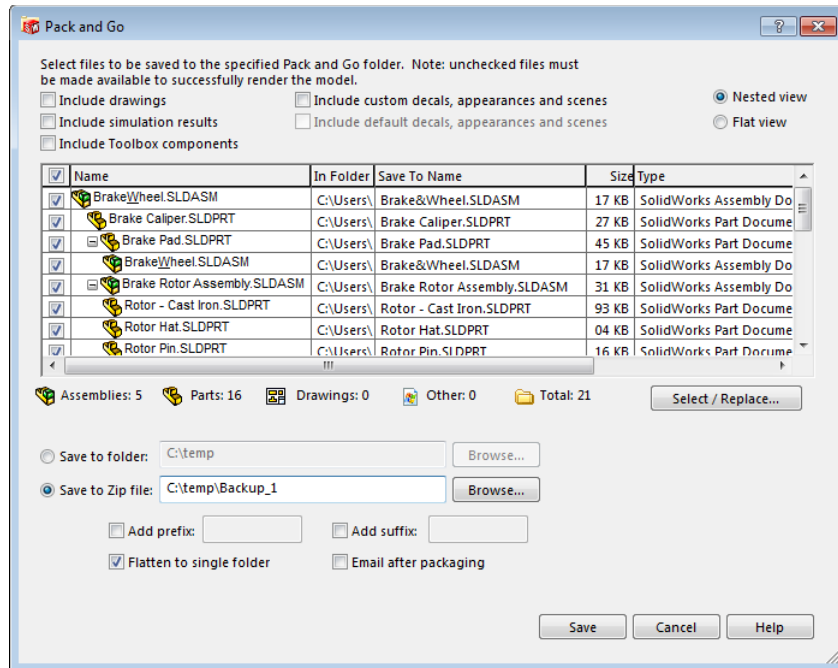 Pack and Go
Select files to be saved to the specified Pack and Go folder.  Note: unchecked files must
be made available to successfully render the model.
Include drawings
Include custom decals, appearances and scenes
Nested view
Include simulation results
Include default decals, appearances and scenes
Flat view
Include Toolbox components
Name In Folder Save To Name Size Type
BrakeWheel.SLDASM C:\Users\ Brake&Wheel.SLDASM 17 KB SolidWorks Assembly Do
Brake Caliper.SLDPRT C:\Users\ Brake Caliper.SLDPRT 27 KB SolidWorks Part Docume
Brake Pad.SLDPRT C:\Users\ Brake Pad.SLDPRT 45 KB SolidWorks Part Docume
BrakeWheel.SLDASM C:\Users\ Brake&Wheel.SLDASM 17 KB SolidWorks Assembly Do
Brake Rotor Assembly.SLDASM C:\Users\ Brake Rotor Assembly.SLDASM 31 KB SolidWorks Assembly Do
Rotor - Cast Iron.SLDPRT C:\Users\ Rotor - Cast Iron.SLDPRT 93 KB SolidWorks Part Docume
Rotor Hat.SLDPRT C:\Users\ Rotor Hat.SLDPRT 04 KB SolidWorks Part Docume
Rotor Pin.SLDPRT C:\Users\ Rotor Pin.SLDPRT 16 KB SolidWorks Part Docume
Assemblies: 5 Parts: 16 Drawings: 0 Other: 0 Total: 21 Select / Replace...
Save to folder: C:\temp Browse...
Save to Zip file: C:\temp\Backup_1 Browse...
Add prefix: Add suffix:
Flatten to single folder Email after packaging
Save Cancel Help